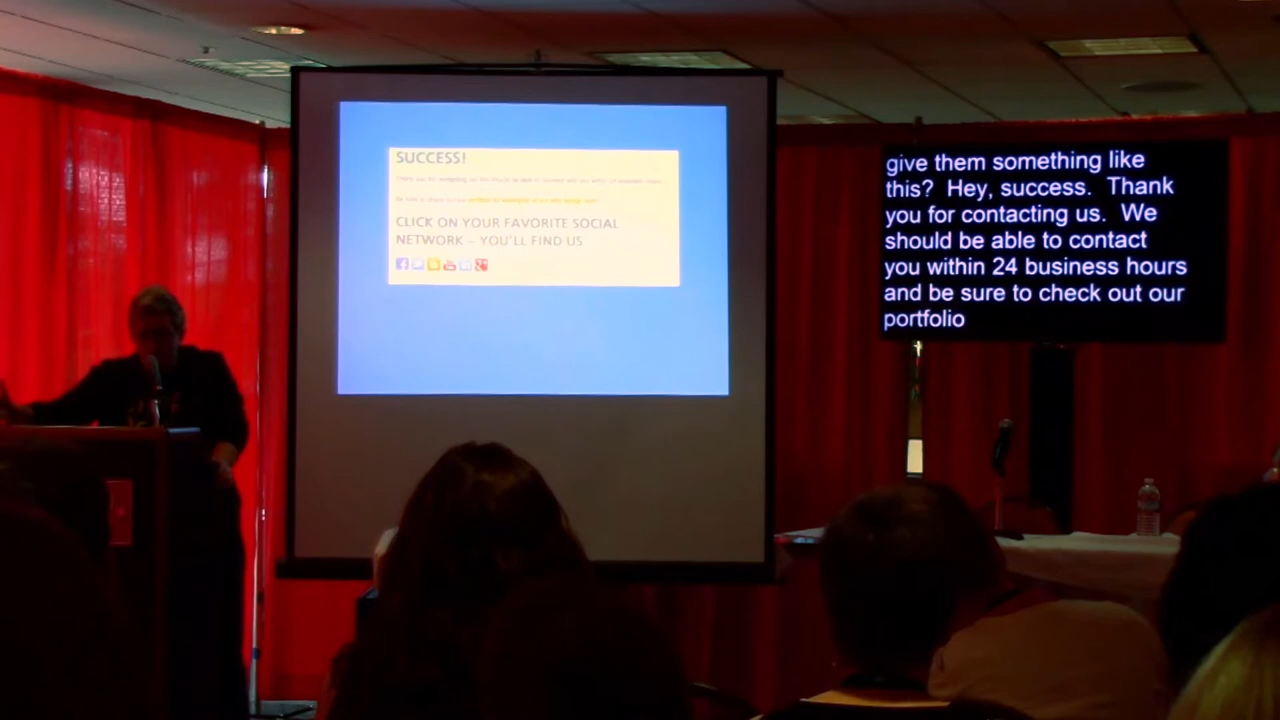 SUCCESS!
CLICK ON YOUR FAVORITE SOCIAL
NETWORK – YOU'LL FIND US
give them something like
this? Hey, success. Thank
you for contacting us. We
should be able to contact
you within 24 business hours
and be sure to check out our
portfolio